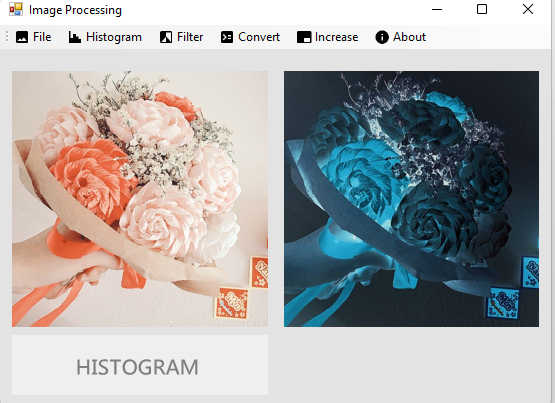 Image Processing
File Histogram Filter Convert Increase About
HISTOGRAM